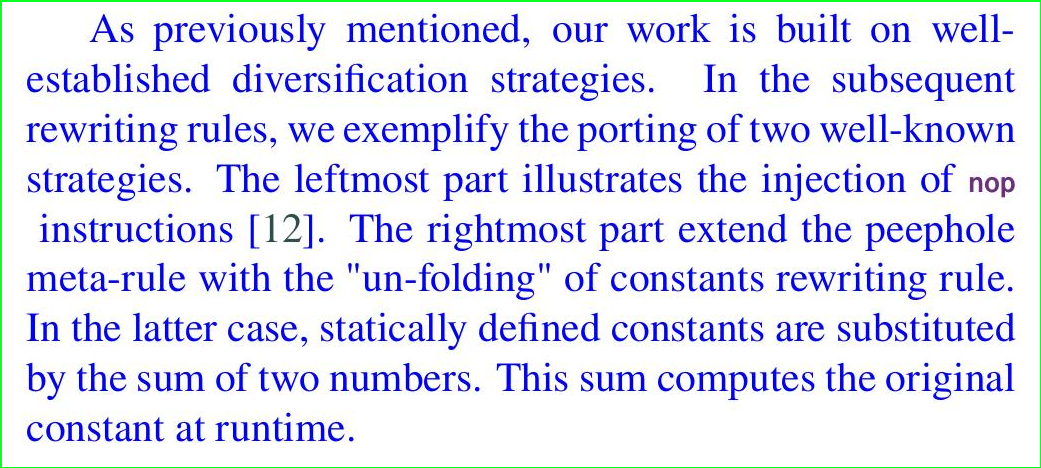 As previously mentioned, our work is built on well-
established diversification strategies. In the subsequent
rewriting rules, we exemplify the porting of two well-known
strategies. The leftmost part illustrates the injection of nop
instructions [12]. The rightmost part extend the peephole
meta-rule with the "un-folding" of constants rewriting rule.
In the latter case, statically defined constants are substituted
by the sum of two numbers. This sum computes the original
constant at runtime.